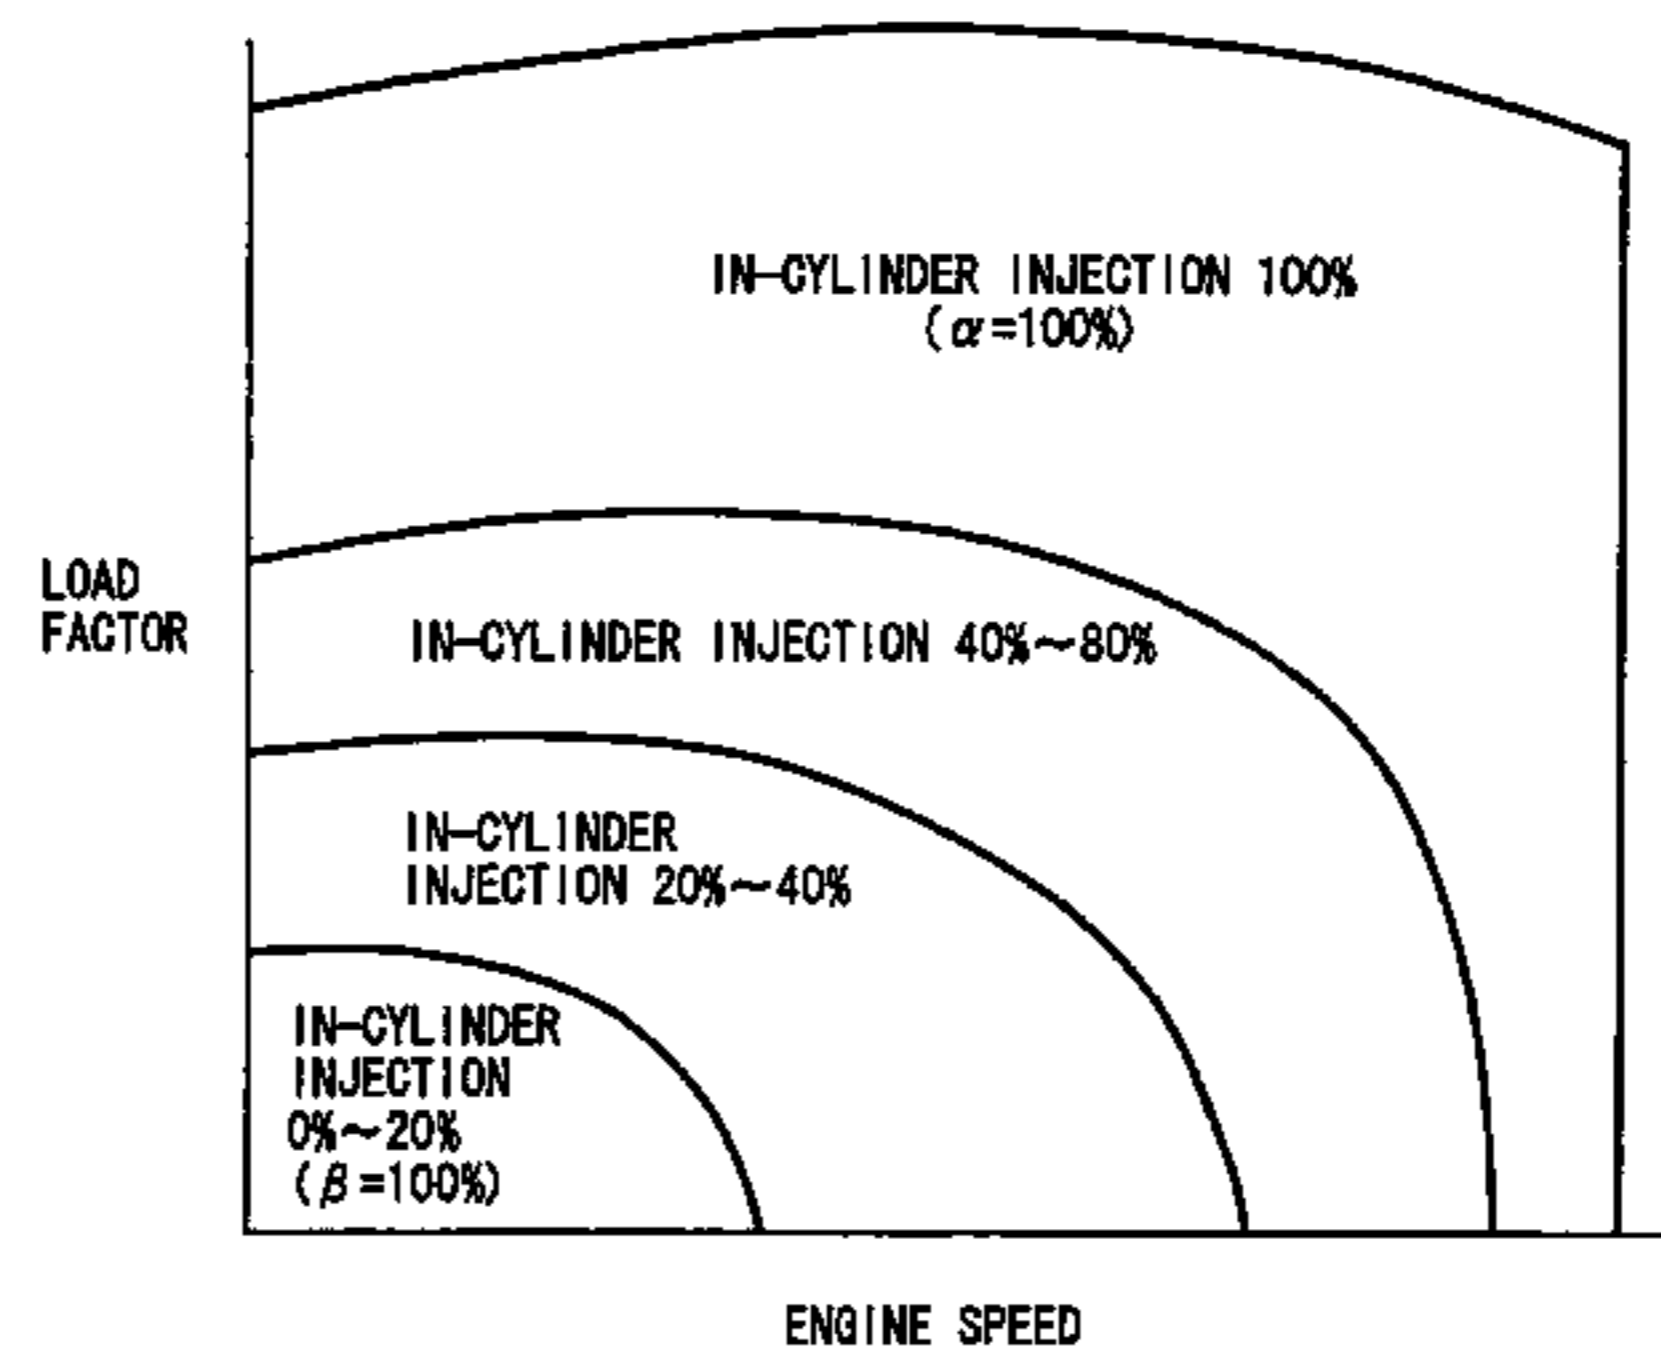 IN-CYLINDER INJECTION 100%
(α=100%)
LOAD
FACTOR
IN-CYLINDER INJECTION 40%～80%
IN-CYLINDER
INJECTION 20%～40%
IN-CYLINDER
INJECTION
0%～20%
(β=100%)
ENGINE SPEED